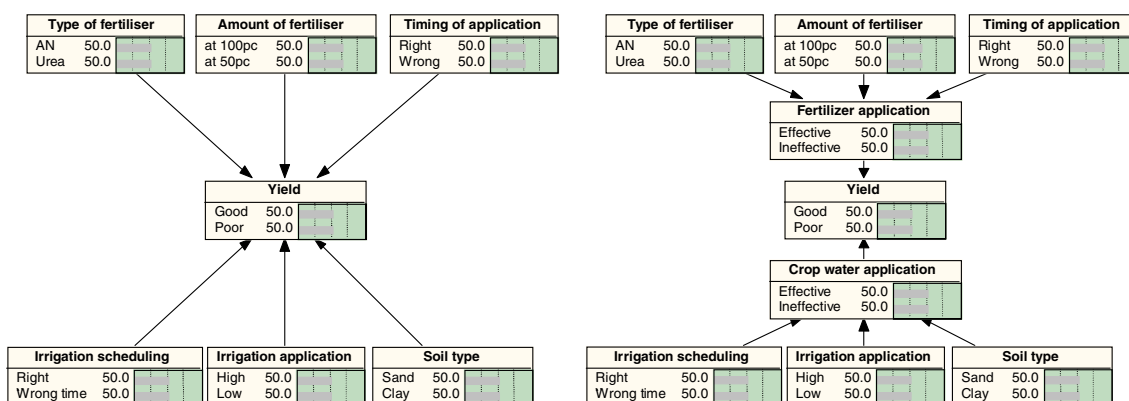 Type of fertiliser
AN 50.0
Urea 50.0
Amount of fertiliser
at 100pc 50.0
at 50pc 50.0
Timing of application
Right 50.0
Wrong 50.0
Yield
Good 50.0
Poor 50.0
Irrigation scheduling
Right 50.0
Wrong time 50.0
Irrigation application
High 50.0
Low 50.0
Soil type
Sand 50.0
Clay 50.0
Type of fertiliser
AN 50.0
Urea 50.0
Amount of fertiliser
at 100pc 50.0
at 50pc 50.0
Timing of application
Right 50.0
Wrong 50.0
Fertilizer application
Effective 50.0
Ineffective 50.0
Yield
Good 50.0
Poor 50.0
Crop water application
Effective 50.0
Ineffective 50.0
Irrigation scheduling
Right 50.0
Wrong time 50.0
Irrigation application
High 50.0
Low 50.0
Soil type
Sand 50.0
Clay 50.0